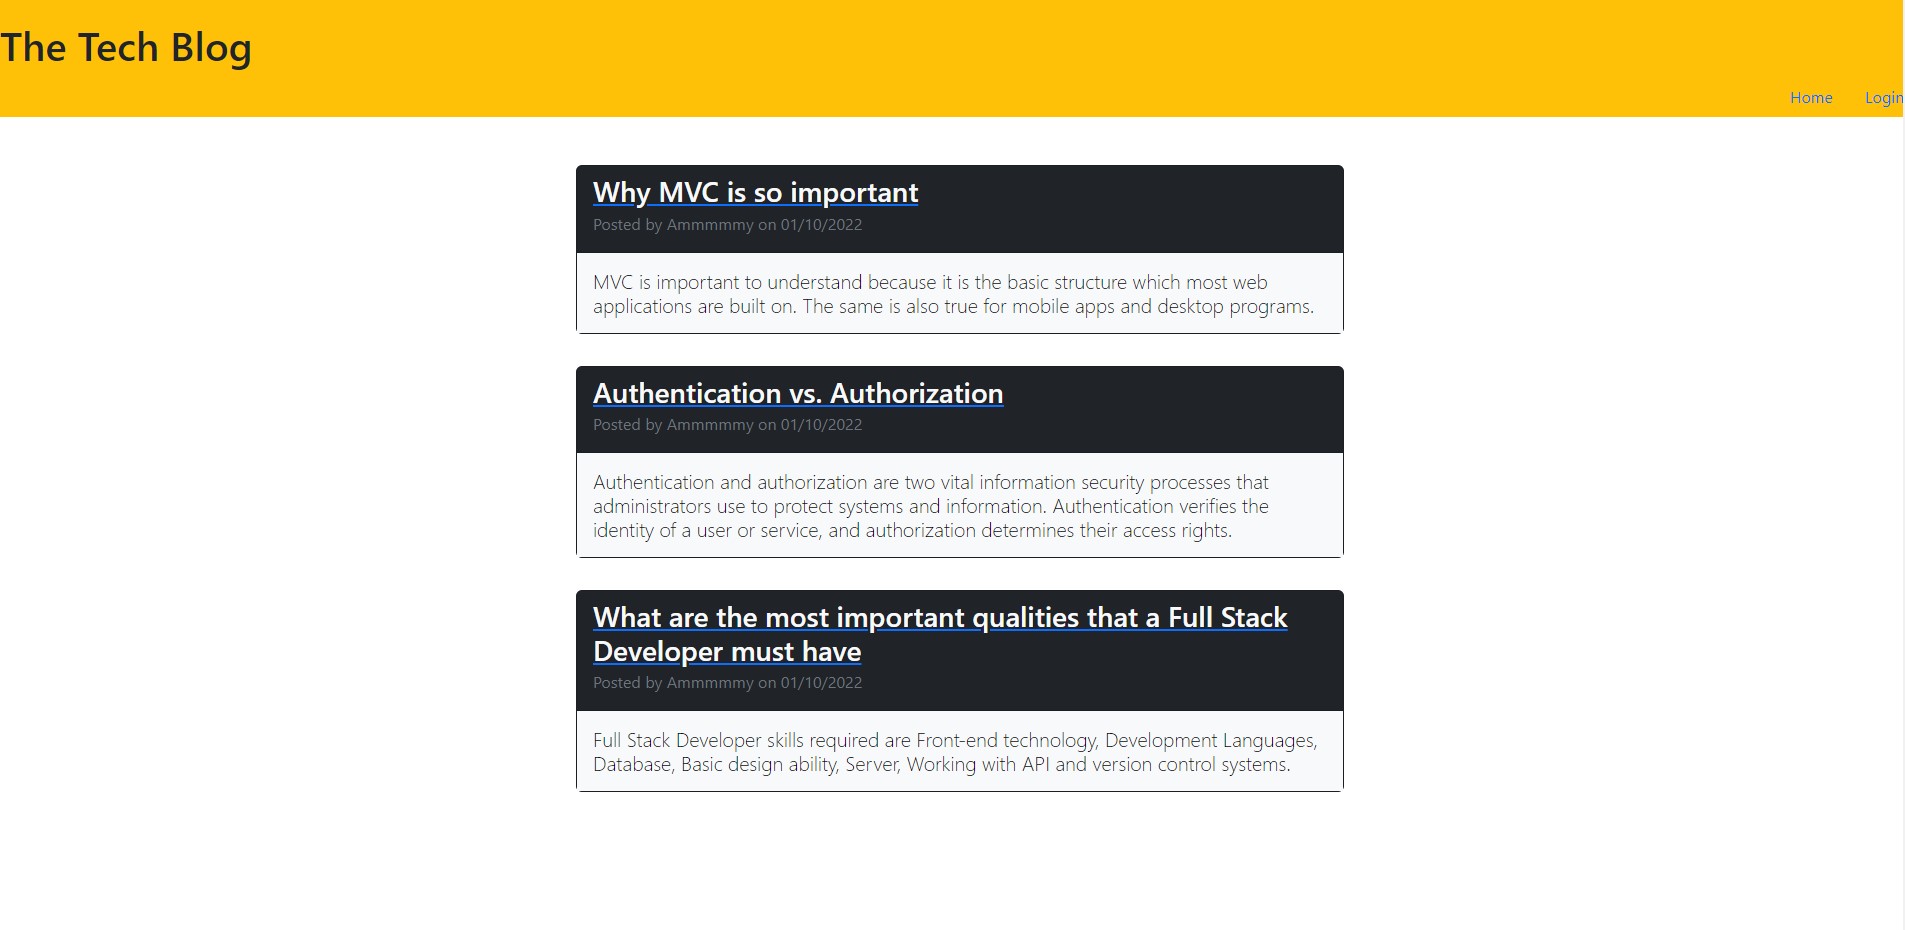 The Tech Blog
Home Login
Why MVC is so important
Posted by Ammmmmy on 01/10/2022
MVC is important to understand because it is the basic structure which most web
applications are built on. The same is also true for mobile apps and desktop programs.
Authentication vs. Authorization
Posted by Ammmmmy on 01/10/2022
Authentication and authorization are two vital information security processes that
administrators use to protect systems and information. Authentication verifies the
identity of a user or service, and authorization determines their access rights.
What are the most important qualities that a Full Stack
Developer must have
Posted by Ammmmmy on 01/10/2022
Full Stack Developer skills required are Front-end technology, Development Languages,
Database, Basic design ability, Server, Working with API and version control systems.